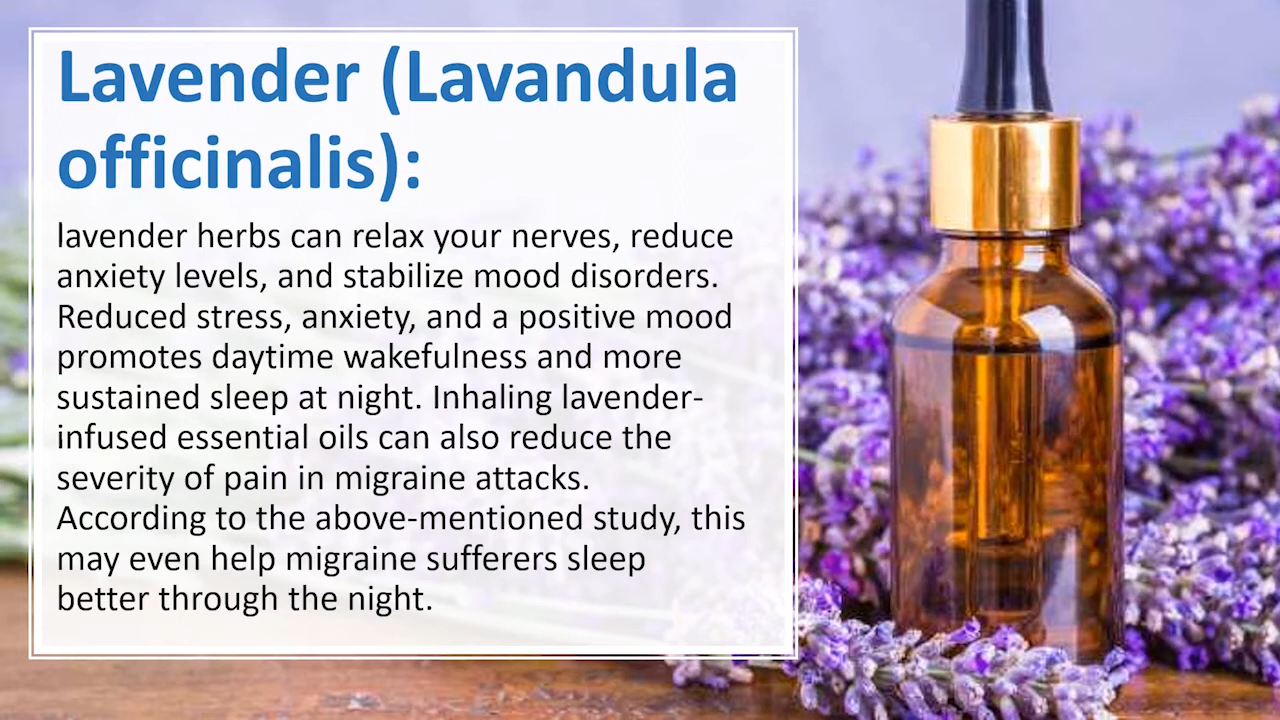 Lavender (Lavandula
officinalis):
lavender herbs can relax your nerves, reduce
anxiety levels, and stabilize mood disorders.
Reduced stress, anxiety, and a positive mood
promotes daytime wakefulness and more
sustained sleep at night. Inhaling lavender-
infused essential oils can also reduce the
severity of pain in migraine attacks.
According to the above-mentioned study, this
may even help migraine sufferers sleep
better through the night.